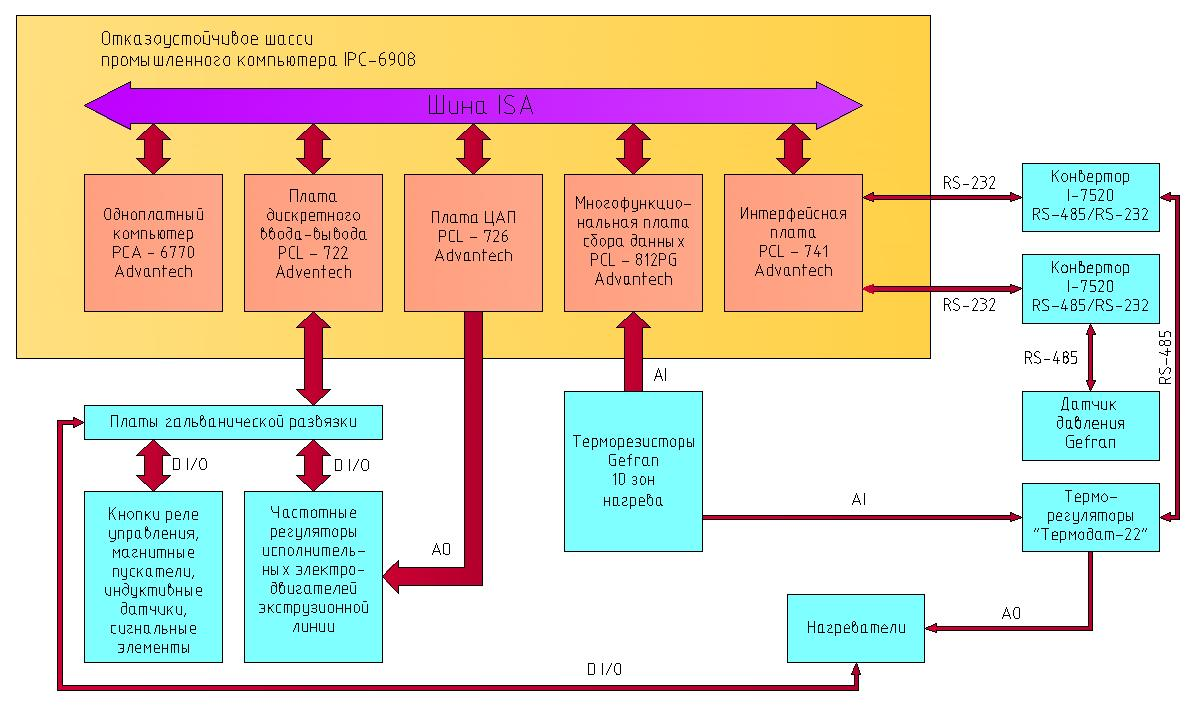 Отказоустойчивое шасси
промышленного компьютера IPC-6908
Шина ISA
Одноплатный
компьютер
PCA - 6770
Advantech
Плата
дискретного
ввода-вывода
PCL - 722
Adventech
Плата ЦАП
PCL - 726
Advantech
Многофункцио-
нальная плата
сбора данных
PCL - 812PG
Advantech
Интерфейсная
плата
PCL - 741
Advantech
RS-232
Конвертор
I-7520
RS-485/RS-232
RS-232
Конвертор
I-7520
RS-485/RS-232
RS-485
RS-485
Датчик
давления
Gefran
AI
Платы гальванической развязки
D I/O
D I/O
Терморезисторы
Gefran
10 зон
нагрева
AI
Термо-
регуляторы
"Термодат-22"
Кнопки реле
управления,
магнитные
пускатели,
индуктивные
датчики,
сигнальные
элементы
Частотные
регуляторы
исполнитель-
ных электро-
двигателей
экструзионной
линии
AO
Нагреватели
AO
D I/O